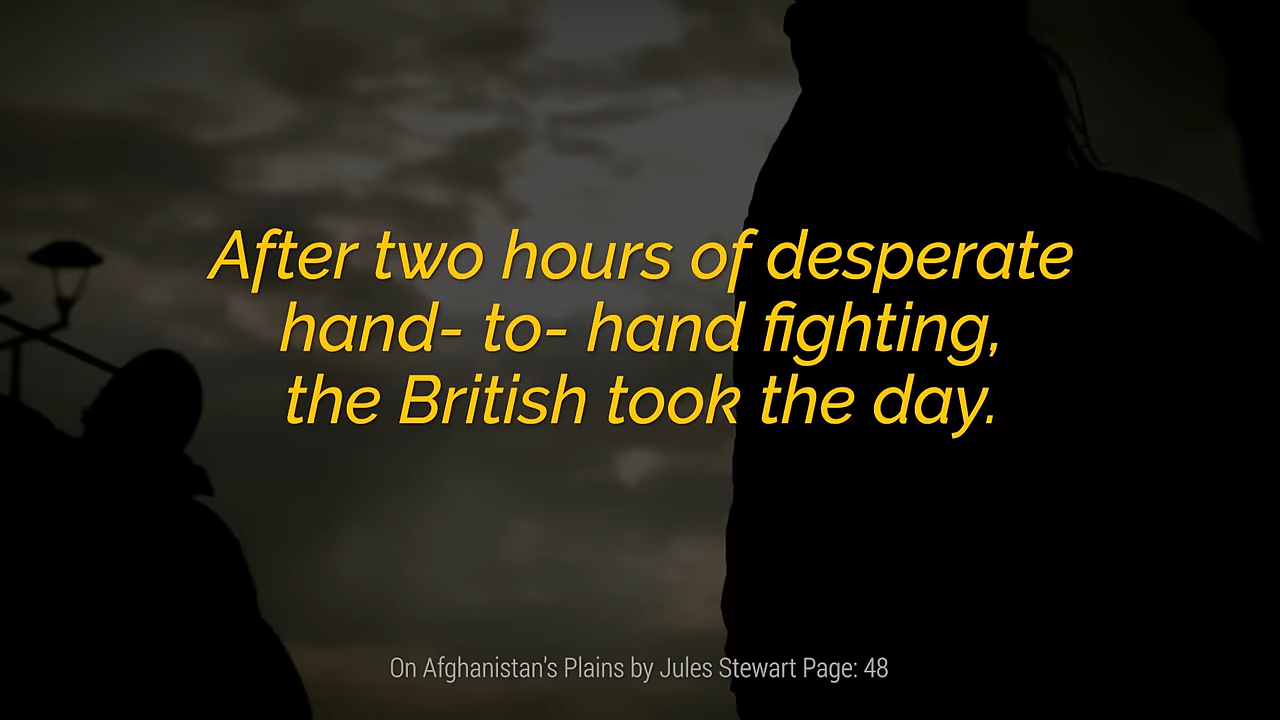 After two hours of desperate
hand- to- hand fighting,
the British took the day.
On Afghanistan's Plains by Jules Stewart Page: 48